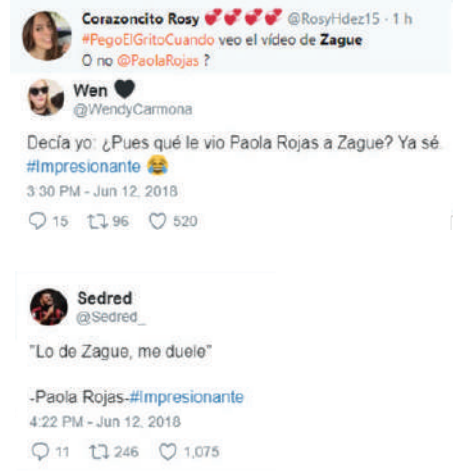 Corazoncito Rosy 💞💞💞💞 @RosyHdez15 · 1 h
#PegoElGritoCuando veo el vídeo de Zague
O no @PaolaRojas ?
Wen 🖤
@WendyCarmona
Decía yo: ¿Pues qué le vio Paola Rojas a Zague? Ya sé.
#Impresionante 😂
3:30 PM - Jun 12, 2018
15 96 520
Sedred
@Sedred_
"Lo de Zague, me duele"
-Paola Rojas-#Impresionante
4:22 PM - Jun 12, 2018
11 246 1,075